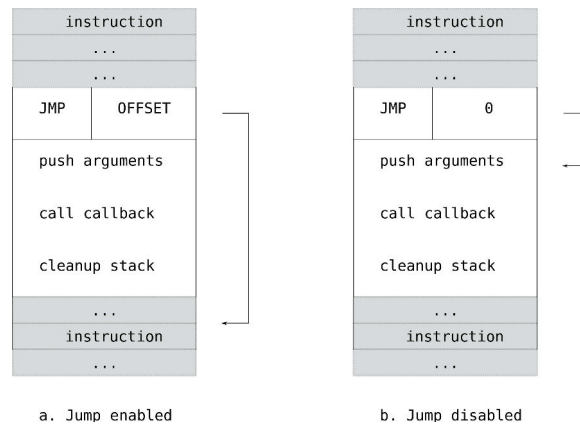 instruction
...
...
JMP OFFSET
push arguments
call callback
cleanup stack
...
instruction
...
a. Jump enabled
instruction
...
...
JMP 0
push arguments
call callback
cleanup stack
...
instruction
...
b. Jump disabled